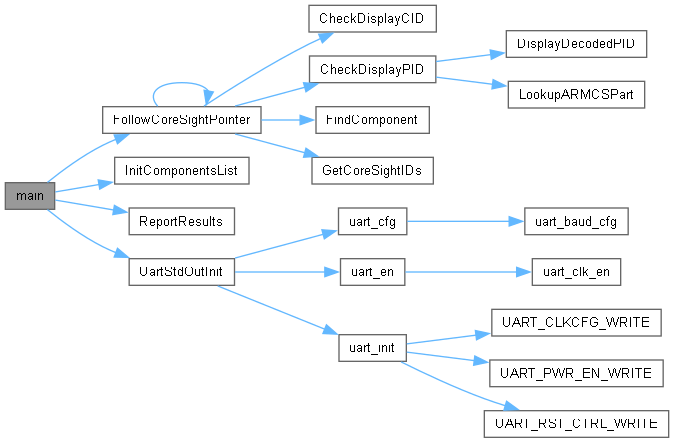 CheckDisplayCID
DisplayDecodedPID
CheckDisplayPID
LookupARMCSPart
FollowCoreSightPointer
FindComponent
InitComponentsList
GetCoreSightIDs
main
ReportResults
uart_cfg
uart_baud_cfg
UartStdOutInit
uart_en
uart_clk_en
UART_CLKCFG_WRITE
uart_init
UART_PWR_EN_WRITE
UART_RST_CTRL_WRITE